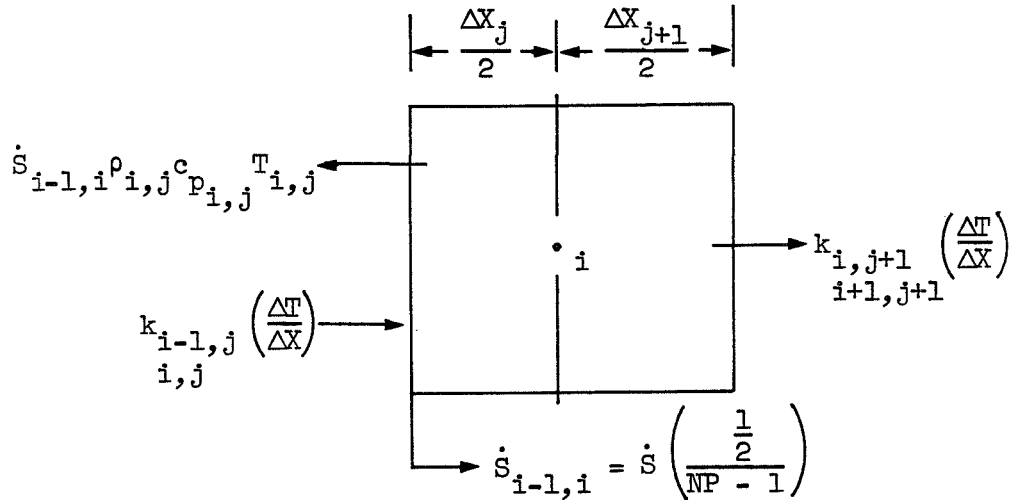 ΔX_j / 2    ΔX_{j+1} / 2
Ṡ_{i-1,i} ρ_{i,j} c_{p_{i,j}} T_{i,j}
i
k_{i,j+1 i+1,j+1} (ΔT/ΔX)
k_{i-1,j i,j} (ΔT/ΔX)
Ṡ_{i-1,i} = Ṡ ((1/2) / (NP - 1))